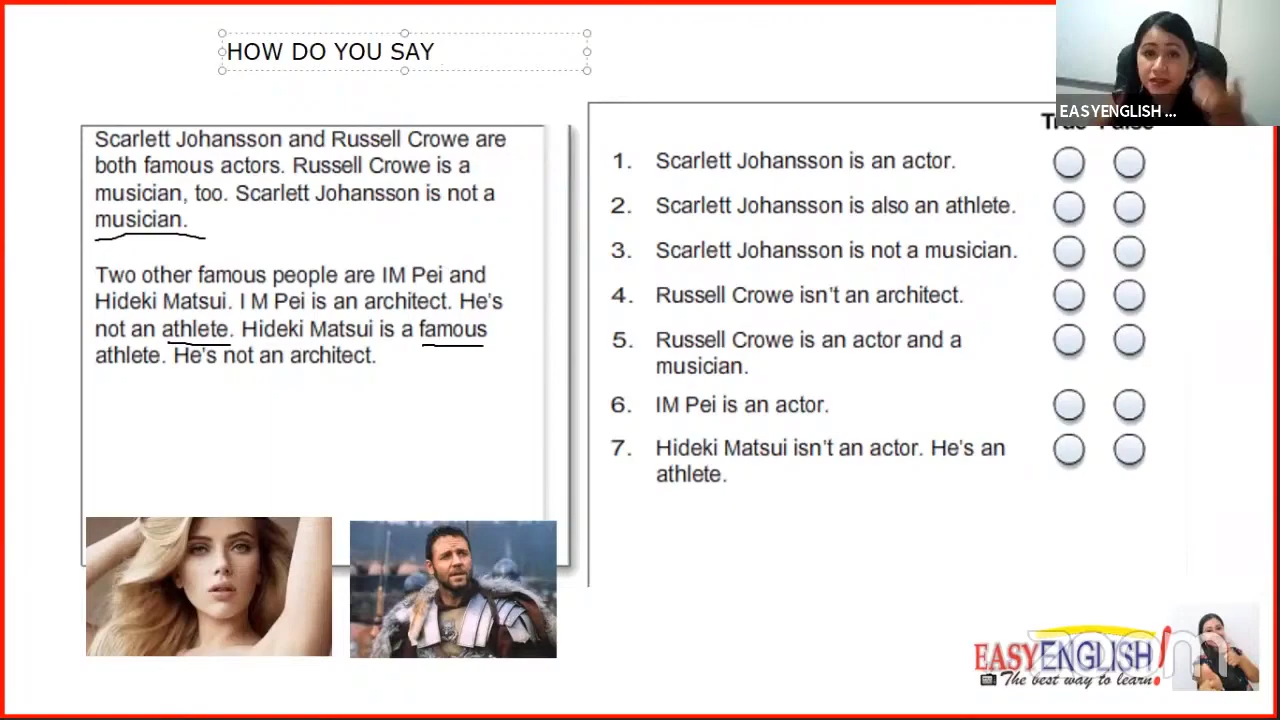 HOW DO YOU SAY
EASYENGLISH ...
Scarlett Johansson and Russell Crowe are
both famous actors. Russell Crowe is a
musician, too. Scarlett Johansson is not a
musician.
Two other famous people are IM Pei and
Hideki Matsui. I M Pei is an architect. He's
not an athlete. Hideki Matsui is a famous
athlete. He's not an architect.
True False
1. Scarlett Johansson is an actor.
2. Scarlett Johansson is also an athlete.
3. Scarlett Johansson is not a musician.
4. Russell Crowe isn't an architect.
5. Russell Crowe is an actor and a
musician.
6. IM Pei is an actor.
7. Hideki Matsui isn't an actor. He's an
athlete.
EASYENGLISH!
The best way to learn
zoom